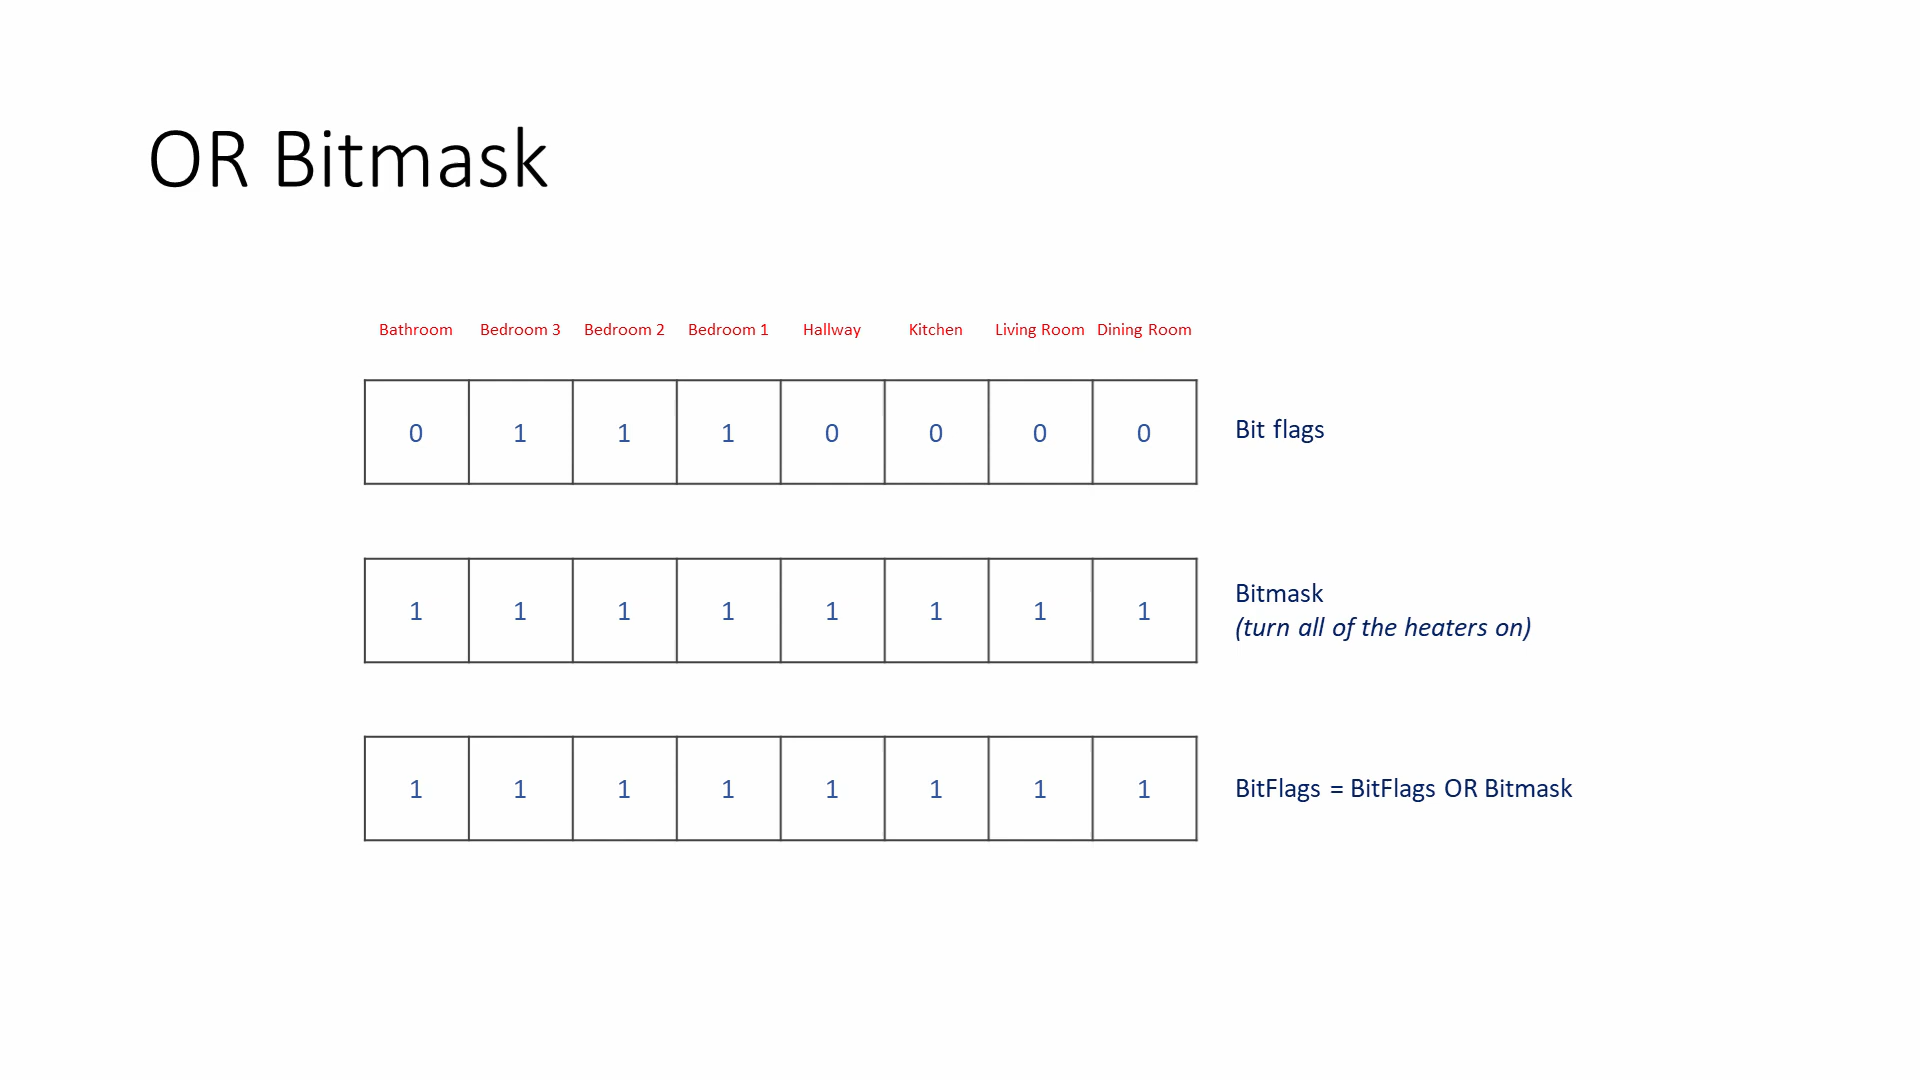 OR Bitmask
Bathroom Bedroom 3 Bedroom 2 Bedroom 1 Hallway Kitchen Living Room Dining Room
0 1 1 1 0 0 0 0 Bit flags
1 1 1 1 1 1 1 1 Bitmask
(turn all of the heaters on)
1 1 1 1 1 1 1 1 BitFlags = BitFlags OR Bitmask